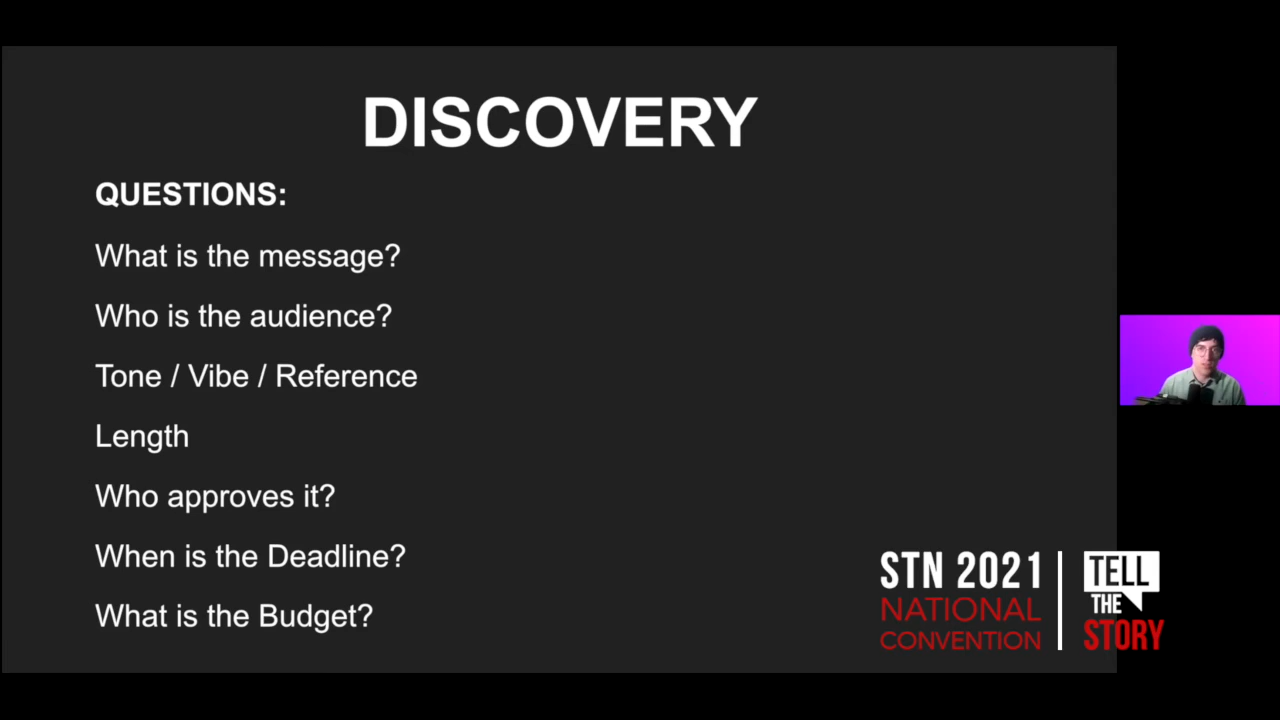 DISCOVERY
QUESTIONS:
What is the message?
Who is the audience?
Tone / Vibe / Reference
Length
Who approves it?
When is the Deadline?
What is the Budget?
STN 2021
NATIONAL
CONVENTION
TELL
THE
STORY